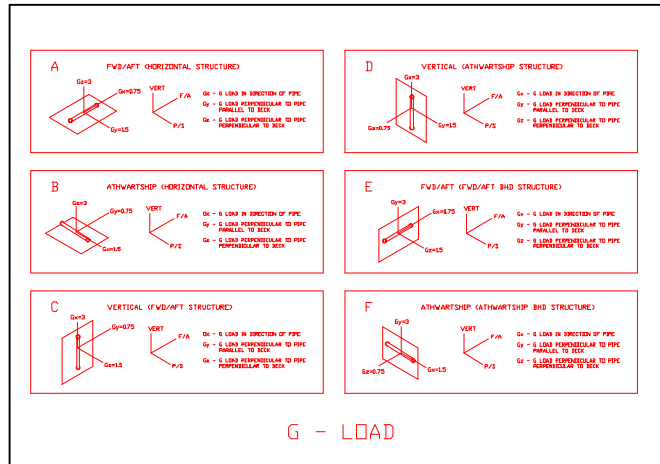 A
FWD/AFT (HORIZONTAL STRUCTURE)
Gz=3
Gx=0.75
Gy=1.5
VERT
F/A
P/S
Gx - G LOAD IN DIRECTION OF PIPE
Gy - G LOAD PERPENDICULAR TO PIPE
PARALLEL TO DECK
Gz - G LOAD PERPENDICULAR TO PIPE
PERPENDICULAR TO DECK
B
ATHWARTSHIP (HORIZONTAL STRUCTURE)
Gz=3
Gy=0.75
Gx=1.5
VERT
F/A
P/S
Gx - G LOAD IN DIRECTION OF PIPE
Gy - G LOAD PERPENDICULAR TO PIPE
PARALLEL TO DECK
Gz - G LOAD PERPENDICULAR TO PIPE
PERPENDICULAR TO DECK
C
VERTICAL (FWD/AFT STRUCTURE)
Gx=3
Gy=0.75
Gz=1.5
VERT
F/A
P/S
Gx - G LOAD IN DIRECTION OF PIPE
Gy - G LOAD PERPENDICULAR TO PIPE
PARALLEL TO DECK
Gz - G LOAD PERPENDICULAR TO PIPE
PERPENDICULAR TO DECK
D
VERTICAL (ATHWARTSHIP STRUCTURE)
Gx=3
Gz=0.75
Gy=1.5
VERT
F/A
P/S
Gx - G LOAD IN DIRECTION OF PIPE
Gy - G LOAD PERPENDICULAR TO PIPE
PARALLEL TO DECK
Gz - G LOAD PERPENDICULAR TO PIPE
PERPENDICULAR TO DECK
E
FWD/AFT (FWD/AFT BHD STRUCTURE)
Gy=3
Gx=0.75
Gz=1.5
VERT
F/A
P/S
Gx - G LOAD IN DIRECTION OF PIPE
Gy - G LOAD PERPENDICULAR TO PIPE
PARALLEL TO DECK
Gz - G LOAD PERPENDICULAR TO PIPE
PERPENDICULAR TO DECK
F
ATHWARTSHIP (ATHWARTSHIP BHD STRUCTURE)
Gy=3
Gz=0.75
Gx=1.5
VERT
F/A
P/S
Gx - G LOAD IN DIRECTION OF PIPE
Gy - G LOAD PERPENDICULAR TO PIPE
PARALLEL TO DECK
Gz - G LOAD PERPENDICULAR TO PIPE
PERPENDICULAR TO DECK
G - LOAD